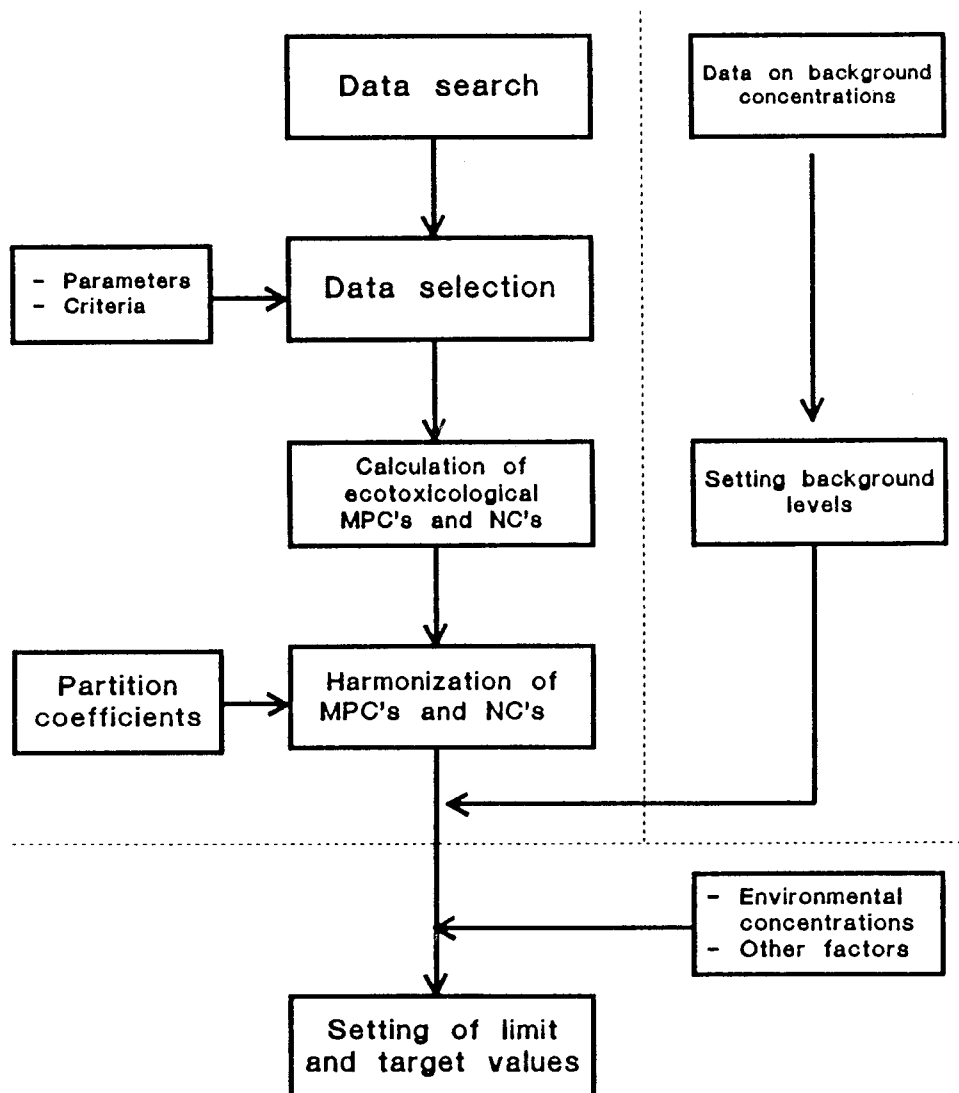 Data search
Data on background
concentrations
- Parameters
- Criteria
Data selection
Calculation of
ecotoxicological
MPC's and NC's
Setting background
levels
Partition
coefficients
Harmonization of
MPC's and NC's
- Environmental
concentrations
- Other factors
Setting of limit
and target values